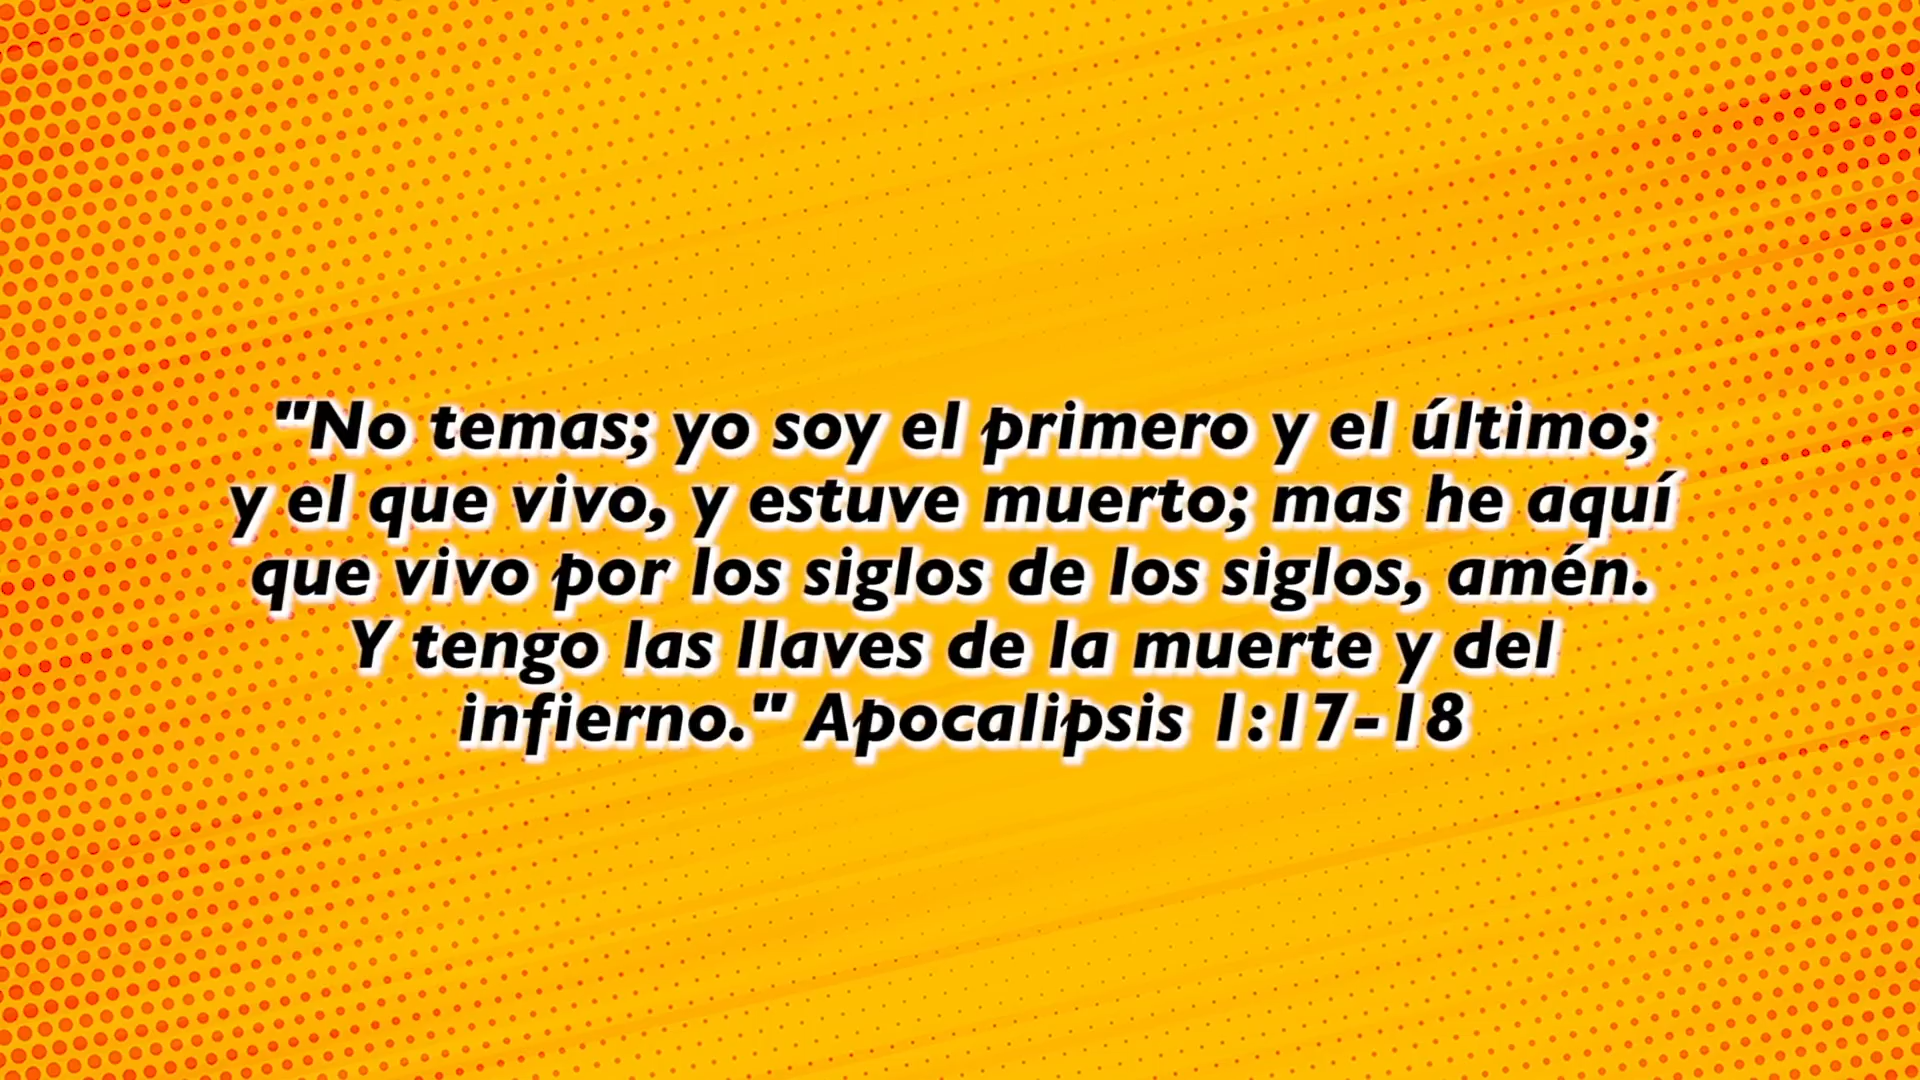 "No temas; yo soy el primero y el último;
y el que vivo, y estuve muerto; mas he aquí
que vivo por los siglos de los siglos, amén.
Y tengo las llaves de la muerte y del
infierno." Apocalipsis 1:17-18